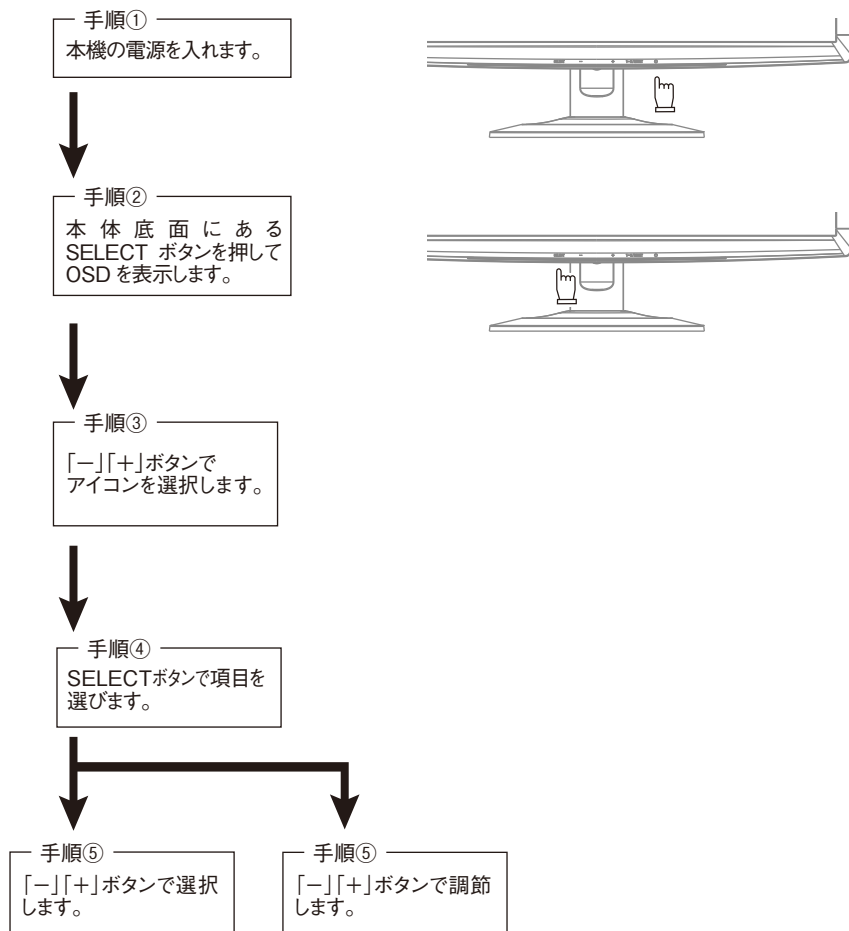 手順①
本機の電源を入れます。
手順②
本体底面にある
SELECT ボタンを押して
OSD を表示します。
手順③
「－」「＋」ボタンで
アイコンを選択します。
手順④
SELECTボタンで項目を
選びます。
手順⑤
「－」「＋」ボタンで選択
します。
手順⑤
「－」「＋」ボタンで調節
します。